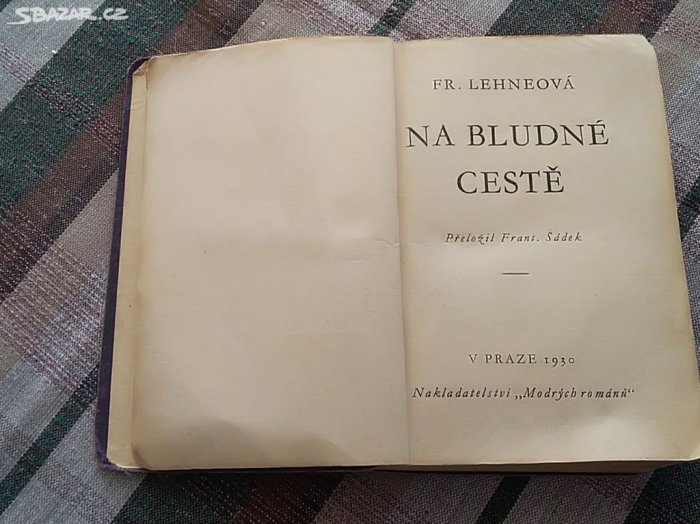 SBAZAR.CZ
FR. LEHNEOVÁ
NA BLUDNÉ
CESTĚ
Přeložil Frant. Šádek
V PRAZE 1930
Nakladatelství „Modrých románů“